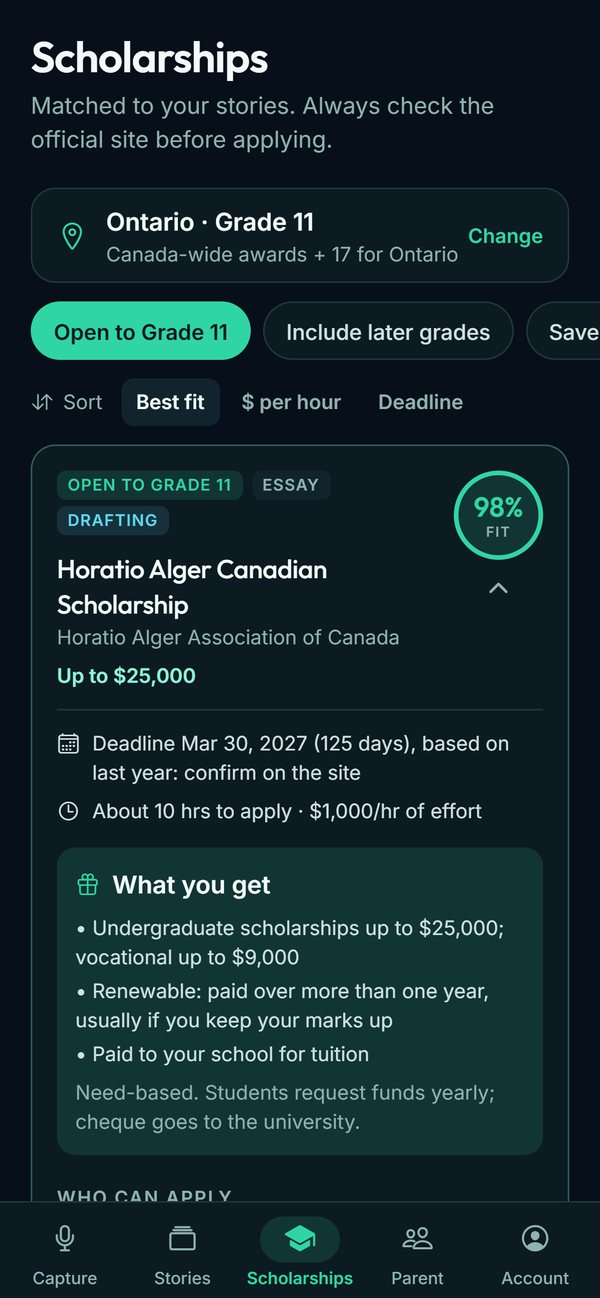 Scholarships
Matched to your stories. Always check the
official site before applying.
Ontario · Grade 11
Canada-wide awards + 17 for Ontario
Change
Open to Grade 11
Include later grades
Save
Sort
Best fit
$ per hour
Deadline
OPEN TO GRADE 11
ESSAY
DRAFTING
98%
FIT
Horatio Alger Canadian
Scholarship
Horatio Alger Association of Canada
Up to $25,000
Deadline Mar 30, 2027 (125 days), based on
last year: confirm on the site
About 10 hrs to apply · $1,000/hr of effort
What you get
• Undergraduate scholarships up to $25,000;
vocational up to $9,000
• Renewable: paid over more than one year,
usually if you keep your marks up
• Paid to your school for tuition
Need-based. Students request funds yearly;
cheque goes to the university.
WHO CAN APPLY
Capture
Stories
Scholarships
Parent
Account